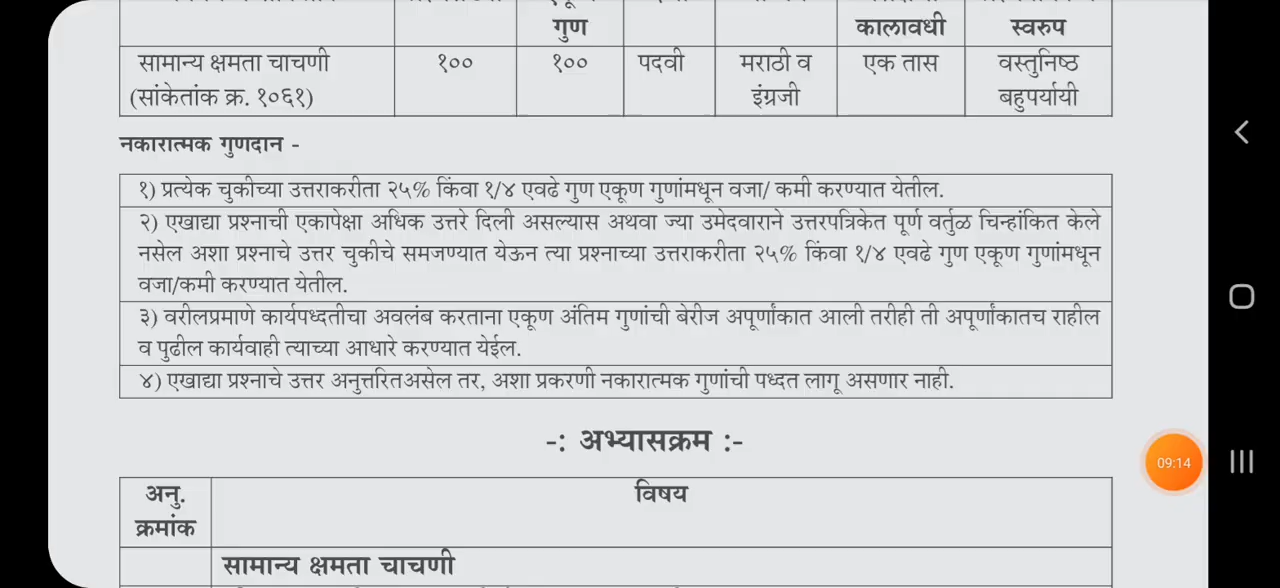 गुण
कालावधी
स्वरुप
सामान्य क्षमता चाचणी
(सांकेतांक क्र. १०६१)
१००
१००
पदवी
मराठी व
इंग्रजी
एक तास
वस्तुनिष्ठ
बहुपर्यायी
नकारात्मक गुणदान -
१) प्रत्येक चुकीच्या उत्तराकरीता २५% किंवा १/४ एवढे गुण एकूण गुणांमधून वजा/ कमी करण्यात येतील.
२) एखाद्या प्रश्नाची एकापेक्षा अधिक उत्तरे दिली असल्यास अथवा ज्या उमेदवाराने उत्तरपत्रिकेत पूर्ण वर्तुळ चिन्हांकित केले
नसेल अशा प्रश्नाचे उत्तर चुकीचे समजण्यात येऊन त्या प्रश्नाच्या उत्तराकरीता २५% किंवा १/४ एवढे गुण एकूण गुणांमधून
वजा/कमी करण्यात येतील.
३) वरीलप्रमाणे कार्यपध्दतीचा अवलंब करताना एकूण अंतिम गुणांची बेरीज अपूर्णांकात आली तरीही ती अपूर्णांकातच राहील
व पुढील कार्यवाही त्याच्या आधारे करण्यात येईल.
४) एखाद्या प्रश्नाचे उत्तर अनुत्तरितअसेल तर, अशा प्रकरणी नकारात्मक गुणांची पध्दत लागू असणार नाही.
-: अभ्यासक्रम :-
अनु.
क्रमांक
विषय
सामान्य क्षमता चाचणी
09:14